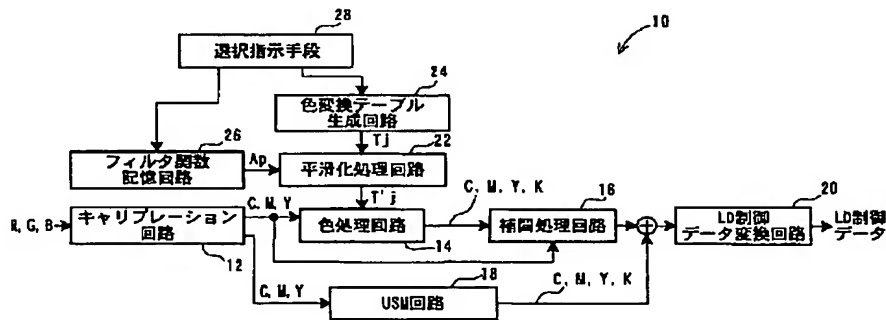 28
10
選択指示手段
24
色変換テーブル
生成回路
26
Tj
22
フィルタ関数
記憶回路
Ap
平滑化処理回路
T'j
C, M, Y, K
16
20
R, G, B
キャリブレーション
回路
C, M, Y
色処理回路
補間処理回路
LD制御
データ変換回路
LD制御
データ
12
14
18
C, M, Y
USM回路
C, M, Y, K